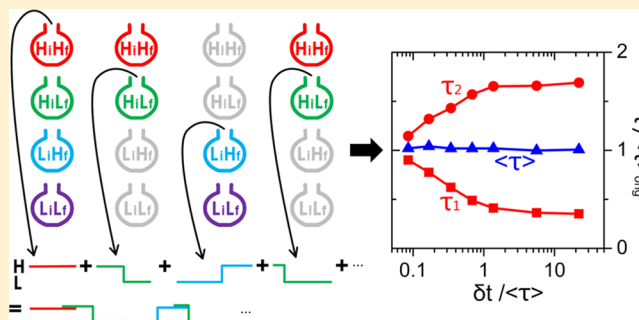 HiHf HiHf HiHf HiHf
HiLf HiLf HiLf HiLf
LiHf LiHf LiHf LiHf
LiLf LiLf LiLf LiLf
H + + + + ...
L
= ...
2
1
0
τ2
<τ>
τ1
0.1 1 10
δt /<τ>